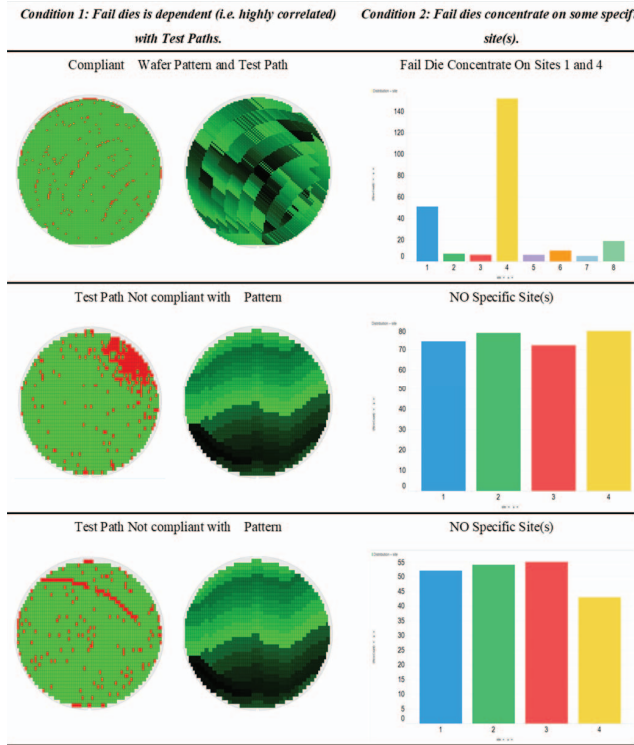 Condition 1: Fail dies is dependent (i.e. highly correlated)
with Test Paths.
Condition 2: Fail dies concentrate on some specif
site(s).
Compliant Wafer Pattern and Test Path
Fail Die Concentrate On Sites 1 and 4
140
120
100
80
60
40
20
0
1 2 3 4 5 6 7 8
Test Path Not compliant with Pattern
NO Specific Site(s)
80
70
60
50
40
30
20
10
0
1 2 3 4
Test Path Not compliant with Pattern
NO Specific Site(s)
55
50
45
40
35
30
25
20
15
10
5
0
1 2 3 4